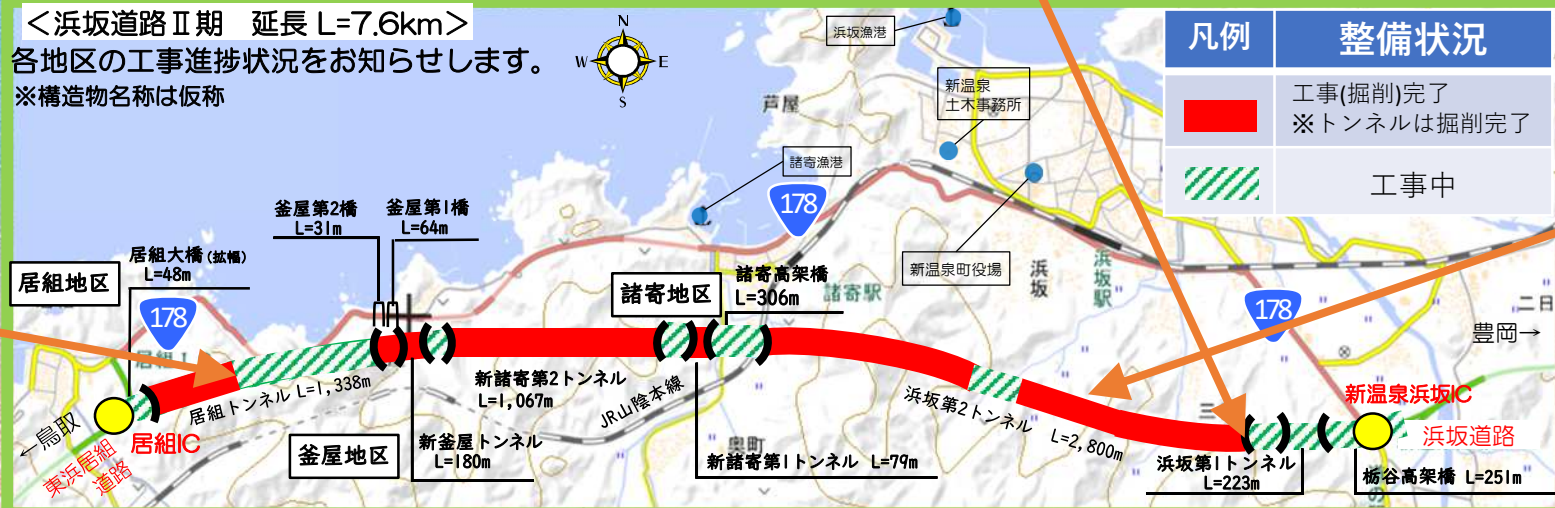 ＜浜坂道路Ⅱ期　延長 L=7.6km＞
各地区の工事進捗状況をお知らせします。
※構造物名称は仮称
N
W
E
S
凡例
整備状況
工事(掘削)完了
※トンネルは掘削完了
工事中
浜坂漁港
芦屋
新温泉
土木事務所
諸寄漁港
178
新温泉町役場
浜坂
浜坂駅
釜屋第2橋
L=31m
釜屋第1橋
L=64m
居組大橋(拡幅)
L=48m
居組地区
178
諸寄地区
諸寄高架橋
L=306m
諸寄駅
178
二日
豊岡→
居組トンネル L=1,338m
新諸寄第2トンネル
L=1,067m
JR山陰本線
浜坂第2トンネル L=2,800m
三
新温泉浜坂IC
浜坂道路
←鳥取
居組IC
東浜居組
道路
釜屋地区
新釜屋トンネル
L=180m
奥町
新諸寄第1トンネル L=79m
浜坂第1トンネル
L=223m
栃谷高架橋 L=251m